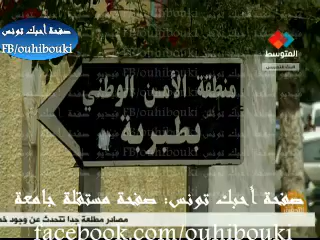 صفحة أحبك تونس
FB/ouhibouki
المتوسط
منطقة الأمن الوطني
بطبربة
صفحة أحبك تونس: صفحة مستقلة جامعة
مصادر مطلعة جدا تتحدث عن وجود
facebook.com/ouhibouki